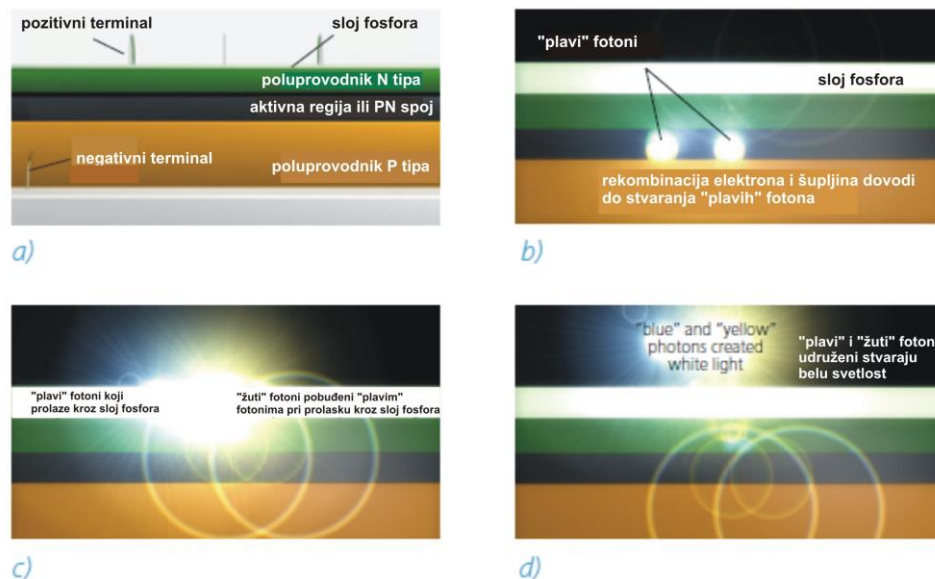 pozitivni terminal
sloj fosfora
poluprovodnik N tipa
aktivna regija ili PN spoj
negativni terminal
poluprovodnik P tipa
a)
"plavi" fotoni
sloj fosfora
rekombinacija elektrona i šupljina dovodi
do stvaranja "plavih" fotona
b)
"plavi" fotoni koji
prolaze kroz sloj fosfora
"žuti" fotoni pobuđeni "plavim"
fotonima pri prolasku kroz sloj fosfora
c)
"blue" and "yellow"
photons created
white light
"plavi" i "žuti" foton
udruženi stvaraju
belu svetlost
d)